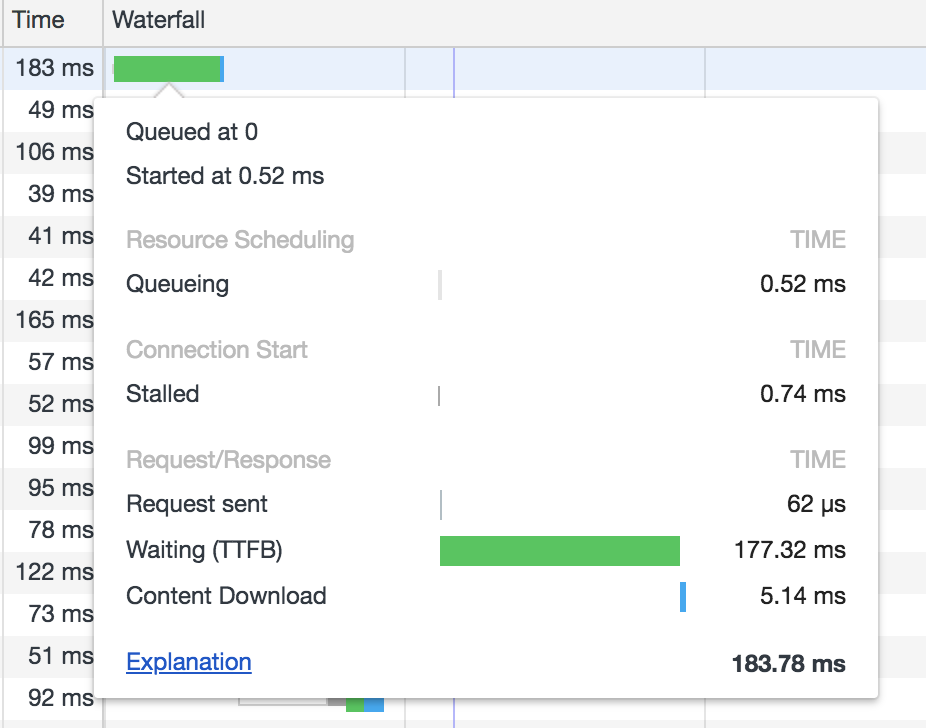 Time Waterfall
183 ms
49 ms
Queued at 0
106 ms
Started at 0.52 ms
39 ms
41 ms
Resource Scheduling TIME
42 ms
Queueing 0.52 ms
165 ms
Connection Start TIME
57 ms
52 ms
Stalled 0.74 ms
99 ms
Request/Response TIME
95 ms
Request sent 62 µs
78 ms
Waiting (TTFB) 177.32 ms
122 ms
Content Download 5.14 ms
73 ms
51 ms
Explanation 183.78 ms
92 ms